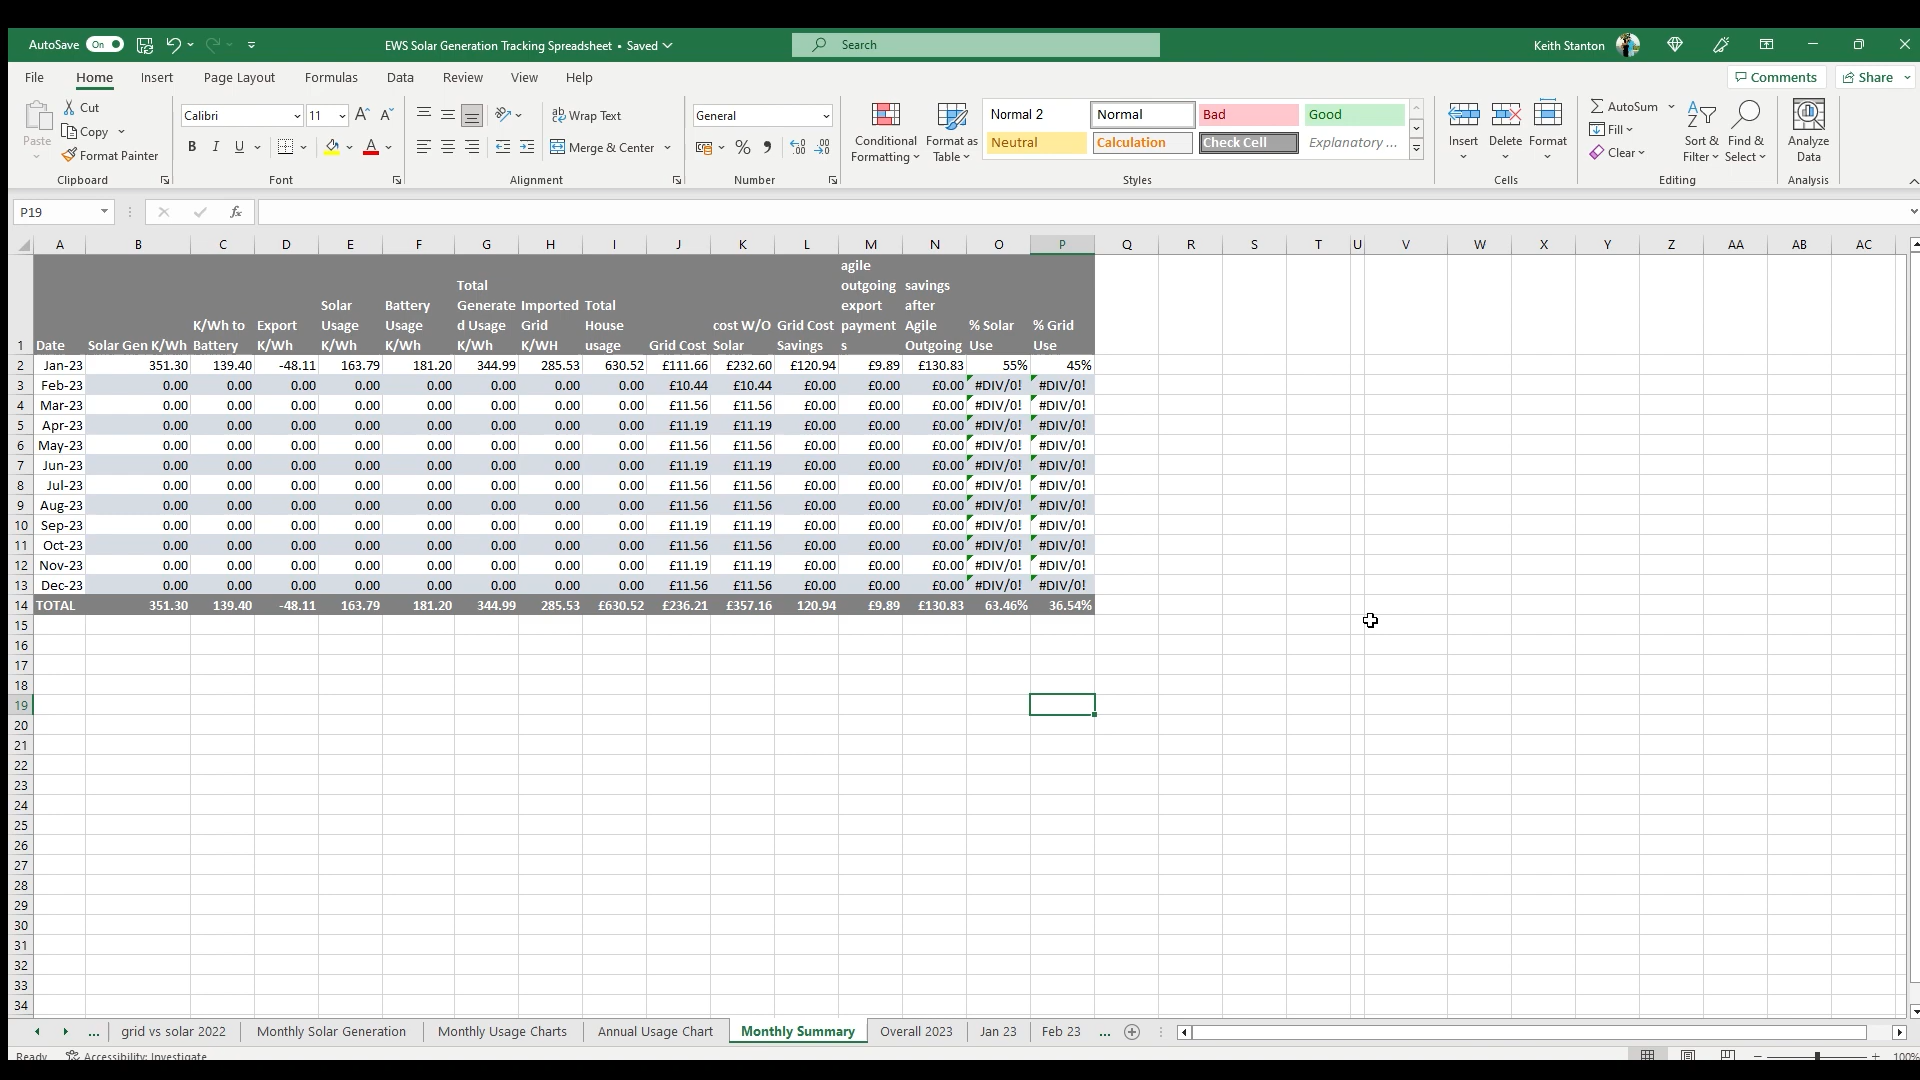 AutoSave On EWS Solar Generation Tracking Spreadsheet • Saved Search Keith Stanton
File Home Insert Page Layout Formulas Data Review View Help Comments Share
Paste Cut Copy Format Painter Clipboard
Calibri 11 B I U Font
Wrap Text Merge & Center Alignment
General % Number
Conditional Formatting Format as Table
Normal 2 Normal Bad Good
Neutral Calculation Check Cell Explanatory ...
Styles
Insert Delete Format Cells
AutoSum Fill Clear Sort & Filter Find & Select Editing
Analyze Data Analysis
P19 fx
A B C D E F G H I J K L M N O P Q R S T U V W X Y Z AA AB AC
1 Date Solar Gen K/Wh K/Wh to Battery Export K/Wh Solar Usage K/Wh Battery Usage K/Wh Total Generated Usage K/Wh Imported Grid K/WH Total House usage Grid Cost cost W/O Solar Grid Cost Savings agile outgoing export payments savings after Agile Outgoing % Solar Use % Grid Use
2 Jan-23 351.30 139.40 -48.11 163.79 181.20 344.99 285.53 630.52 £111.66 £232.60 £120.94 £9.89 £130.83 55% 45%
3 Feb-23 0.00 0.00 0.00 0.00 0.00 0.00 0.00 0.00 £10.44 £10.44 £0.00 £0.00 £0.00 #DIV/0! #DIV/0!
4 Mar-23 0.00 0.00 0.00 0.00 0.00 0.00 0.00 0.00 £11.56 £11.56 £0.00 £0.00 £0.00 #DIV/0! #DIV/0!
5 Apr-23 0.00 0.00 0.00 0.00 0.00 0.00 0.00 0.00 £11.19 £11.19 £0.00 £0.00 £0.00 #DIV/0! #DIV/0!
6 May-23 0.00 0.00 0.00 0.00 0.00 0.00 0.00 0.00 £11.56 £11.56 £0.00 £0.00 £0.00 #DIV/0! #DIV/0!
7 Jun-23 0.00 0.00 0.00 0.00 0.00 0.00 0.00 0.00 £11.19 £11.19 £0.00 £0.00 £0.00 #DIV/0! #DIV/0!
8 Jul-23 0.00 0.00 0.00 0.00 0.00 0.00 0.00 0.00 £11.56 £11.56 £0.00 £0.00 £0.00 #DIV/0! #DIV/0!
9 Aug-23 0.00 0.00 0.00 0.00 0.00 0.00 0.00 0.00 £11.56 £11.56 £0.00 £0.00 £0.00 #DIV/0! #DIV/0!
10 Sep-23 0.00 0.00 0.00 0.00 0.00 0.00 0.00 0.00 £11.19 £11.19 £0.00 £0.00 £0.00 #DIV/0! #DIV/0!
11 Oct-23 0.00 0.00 0.00 0.00 0.00 0.00 0.00 0.00 £11.56 £11.56 £0.00 £0.00 £0.00 #DIV/0! #DIV/0!
12 Nov-23 0.00 0.00 0.00 0.00 0.00 0.00 0.00 0.00 £11.19 £11.19 £0.00 £0.00 £0.00 #DIV/0! #DIV/0!
13 Dec-23 0.00 0.00 0.00 0.00 0.00 0.00 0.00 0.00 £11.56 £11.56 £0.00 £0.00 £0.00 #DIV/0! #DIV/0!
14 TOTAL 351.30 139.40 -48.11 163.79 181.20 344.99 285.53 £630.52 £236.21 £357.16 120.94 £9.89 £130.83 63.46% 36.54%
15
16
17
18
19
20
21
22
23
24
25
26
27
28
29
30
31
32
33
34
... grid vs solar 2022 Monthly Solar Generation Monthly Usage Charts Annual Usage Chart Monthly Summary Overall 2023 Jan 23 Feb 23 ...
Ready Accessibility: Investigate 100%